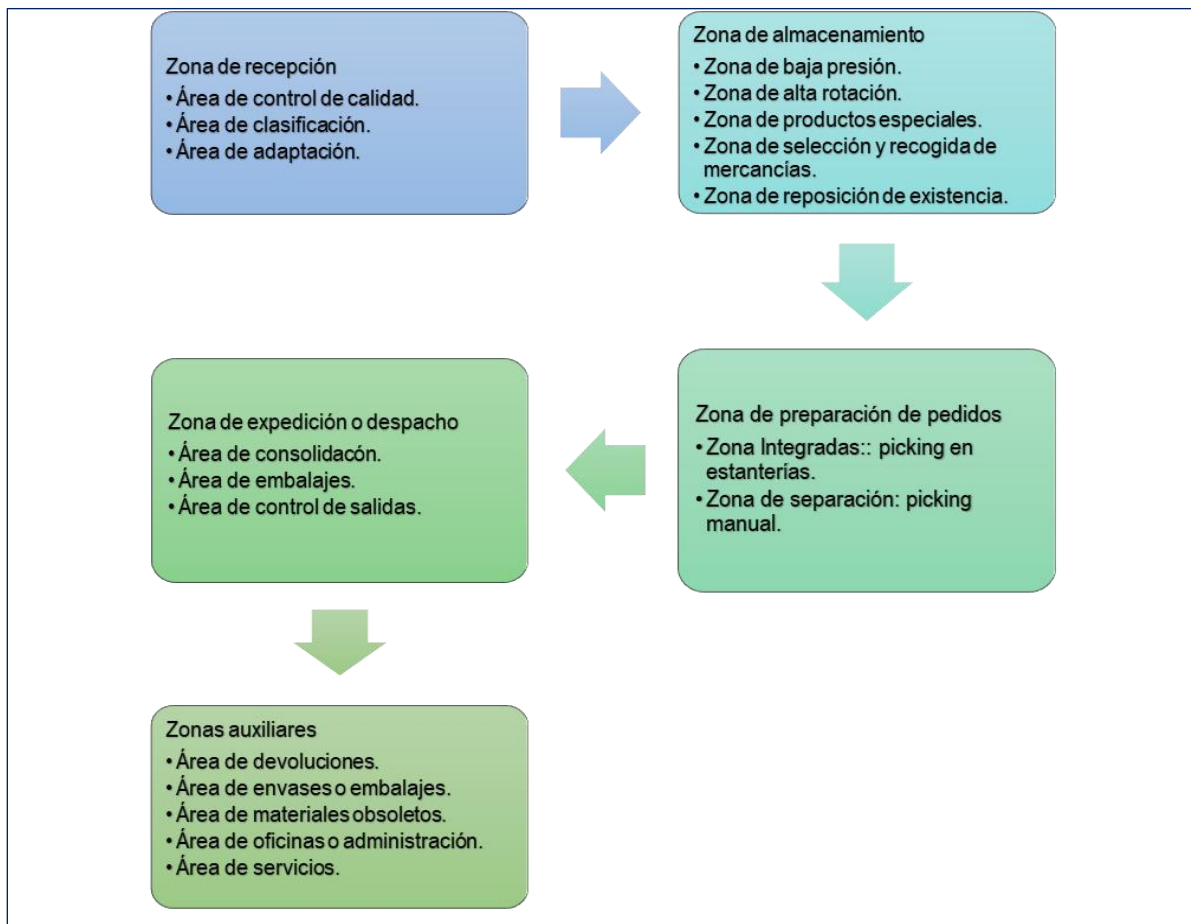 Zona de recepción
• Área de control de calidad.
• Área de clasificación.
• Área de adaptación.
Zona de almacenamiento
• Zona de baja presión.
• Zona de alta rotación.
• Zona de productos especiales.
• Zona de selección y recogida de
mercancías.
• Zona de reposición de existencia.
Zona de preparación de pedidos
• Zona Integradas:: picking en
estanterías.
• Zona de separación: picking
manual.
Zona de expedición o despacho
• Área de consolidacón.
• Área de embalajes.
• Área de control de salidas.
Zonas auxiliares
• Área de devoluciones.
• Área de envases o embalajes.
• Área de materiales obsoletos.
• Área de oficinas o administración.
• Área de servicios.